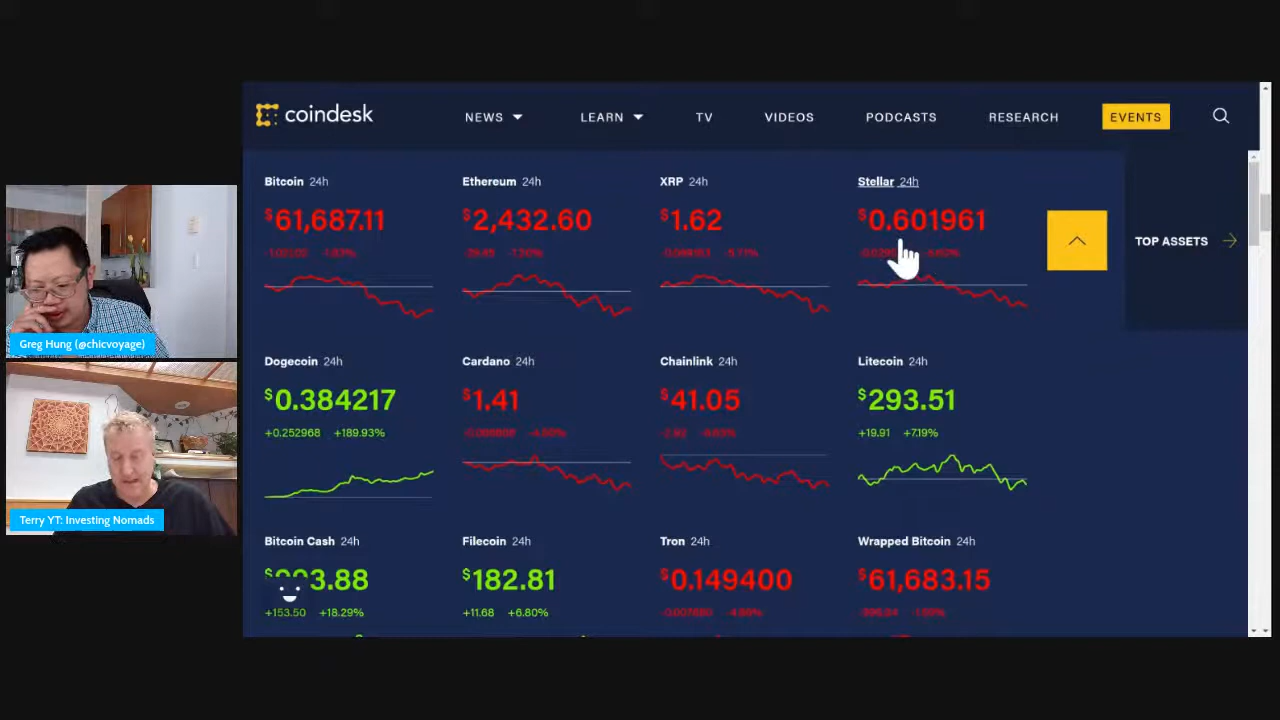 coindesk
NEWS
LEARN
TV
VIDEOS
PODCASTS
RESEARCH
EVENTS
Bitcoin 24h
Ethereum 24h
XRP 24h
Stellar 24h
$61,687.11
$2,432.60
$1.62
$0.601961
TOP ASSETS
Greg Hung (@chicvoyage)
Dogecoin 24h
Cardano 24h
Chainlink 24h
Litecoin 24h
$0.384217
$1.41
$41.05
$293.51
+0.252968 +189.93%
+19.91 +7.19%
Terry YT: Investing Nomads
Bitcoin Cash 24h
Filecoin 24h
Tron 24h
Wrapped Bitcoin 24h
$182.81
$0.149400
$61,683.15
+153.50 +18.29%
+11.68 +6.80%